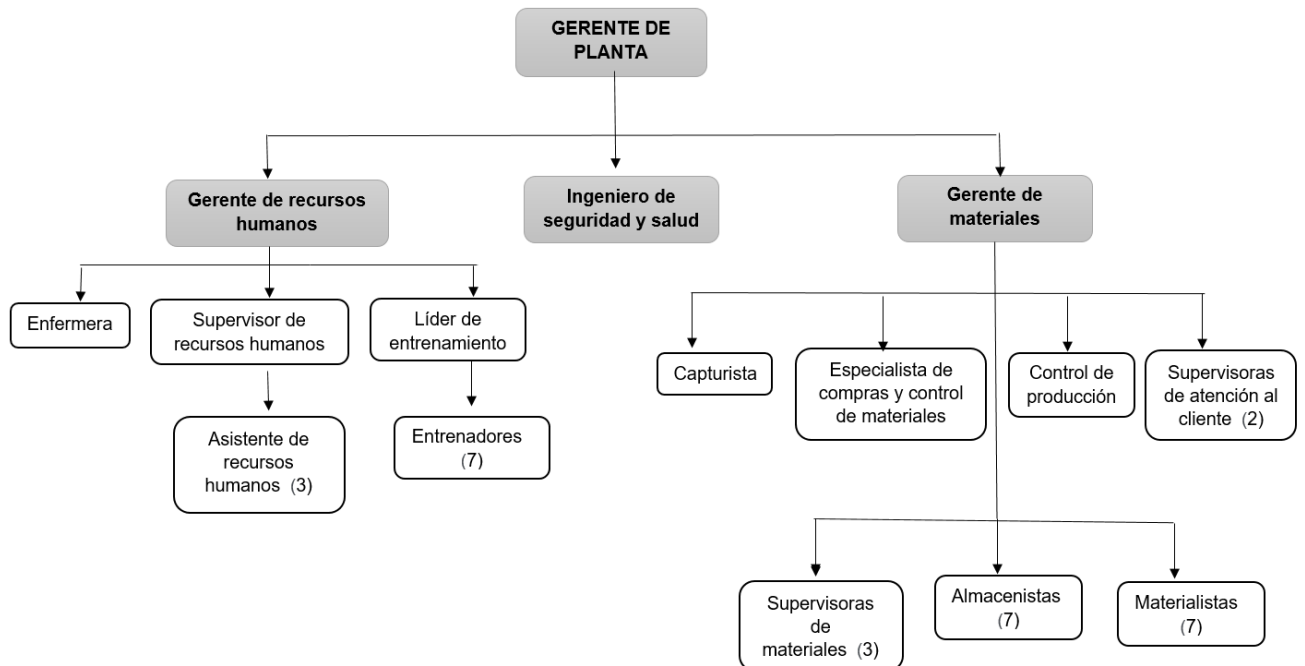 GERENTE DE
PLANTA
Gerente de recursos
humanos
Ingeniero de
seguridad y salud
Gerente de
materiales
Enfermera
Supervisor de
recursos humanos
Líder de
entrenamiento
Asistente de
recursos
humanos (3)
Entrenadores
(7)
Capturista
Especialista de
compras y control
de materiales
Control de
producción
Supervisoras
de atención al
cliente (2)
Supervisoras
de
materiales (3)
Almacenistas
(7)
Materialistas
(7)